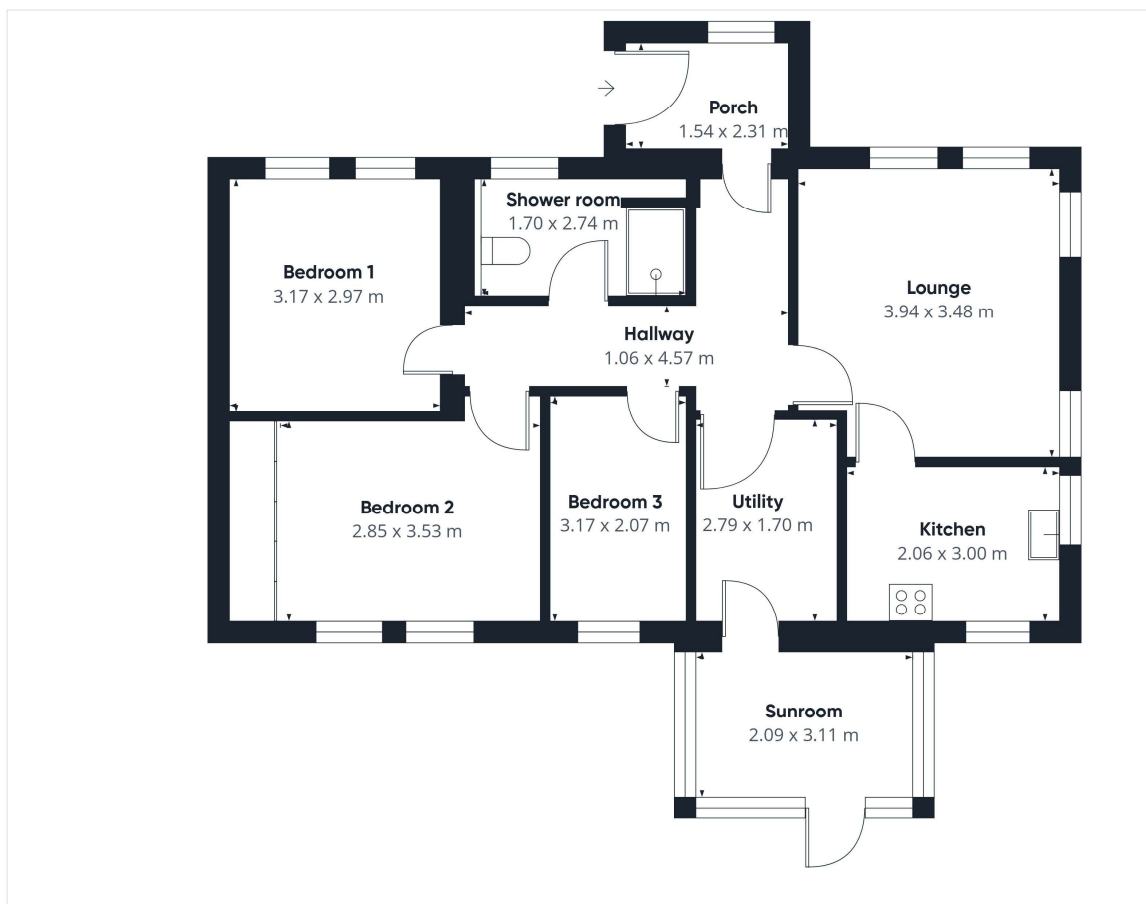 Porch
1.54 x 2.31 m
Shower room
1.70 x 2.74 m
Bedroom 1
3.17 x 2.97 m
Lounge
3.94 x 3.48 m
Hallway
1.06 x 4.57 m
Bedroom 2
2.85 x 3.53 m
Bedroom 3
3.17 x 2.07 m
Utility
2.79 x 1.70 m
Kitchen
2.06 x 3.00 m
Sunroom
2.09 x 3.11 m